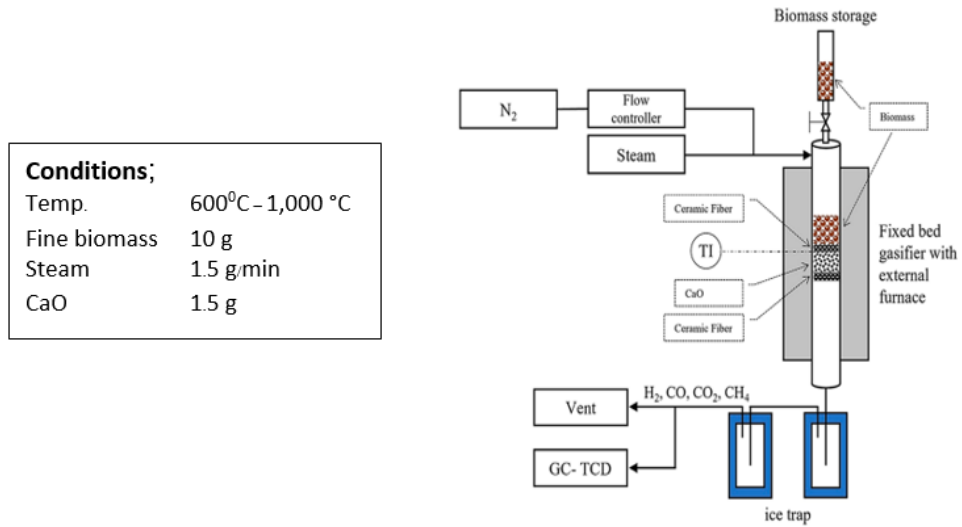 Conditions;
Temp. 600⁰C – 1,000 °C
Fine biomass 10 g
Steam 1.5 g/min
CaO 1.5 g
Biomass storage
N₂
Flow
controller
Steam
Biomass
Ceramic Fiber
TI
CaO
Ceramic Fiber
Fixed bed
gasifier with
external
furnace
H₂, CO, CO₂, CH₄
Vent
GC- TCD
ice trap